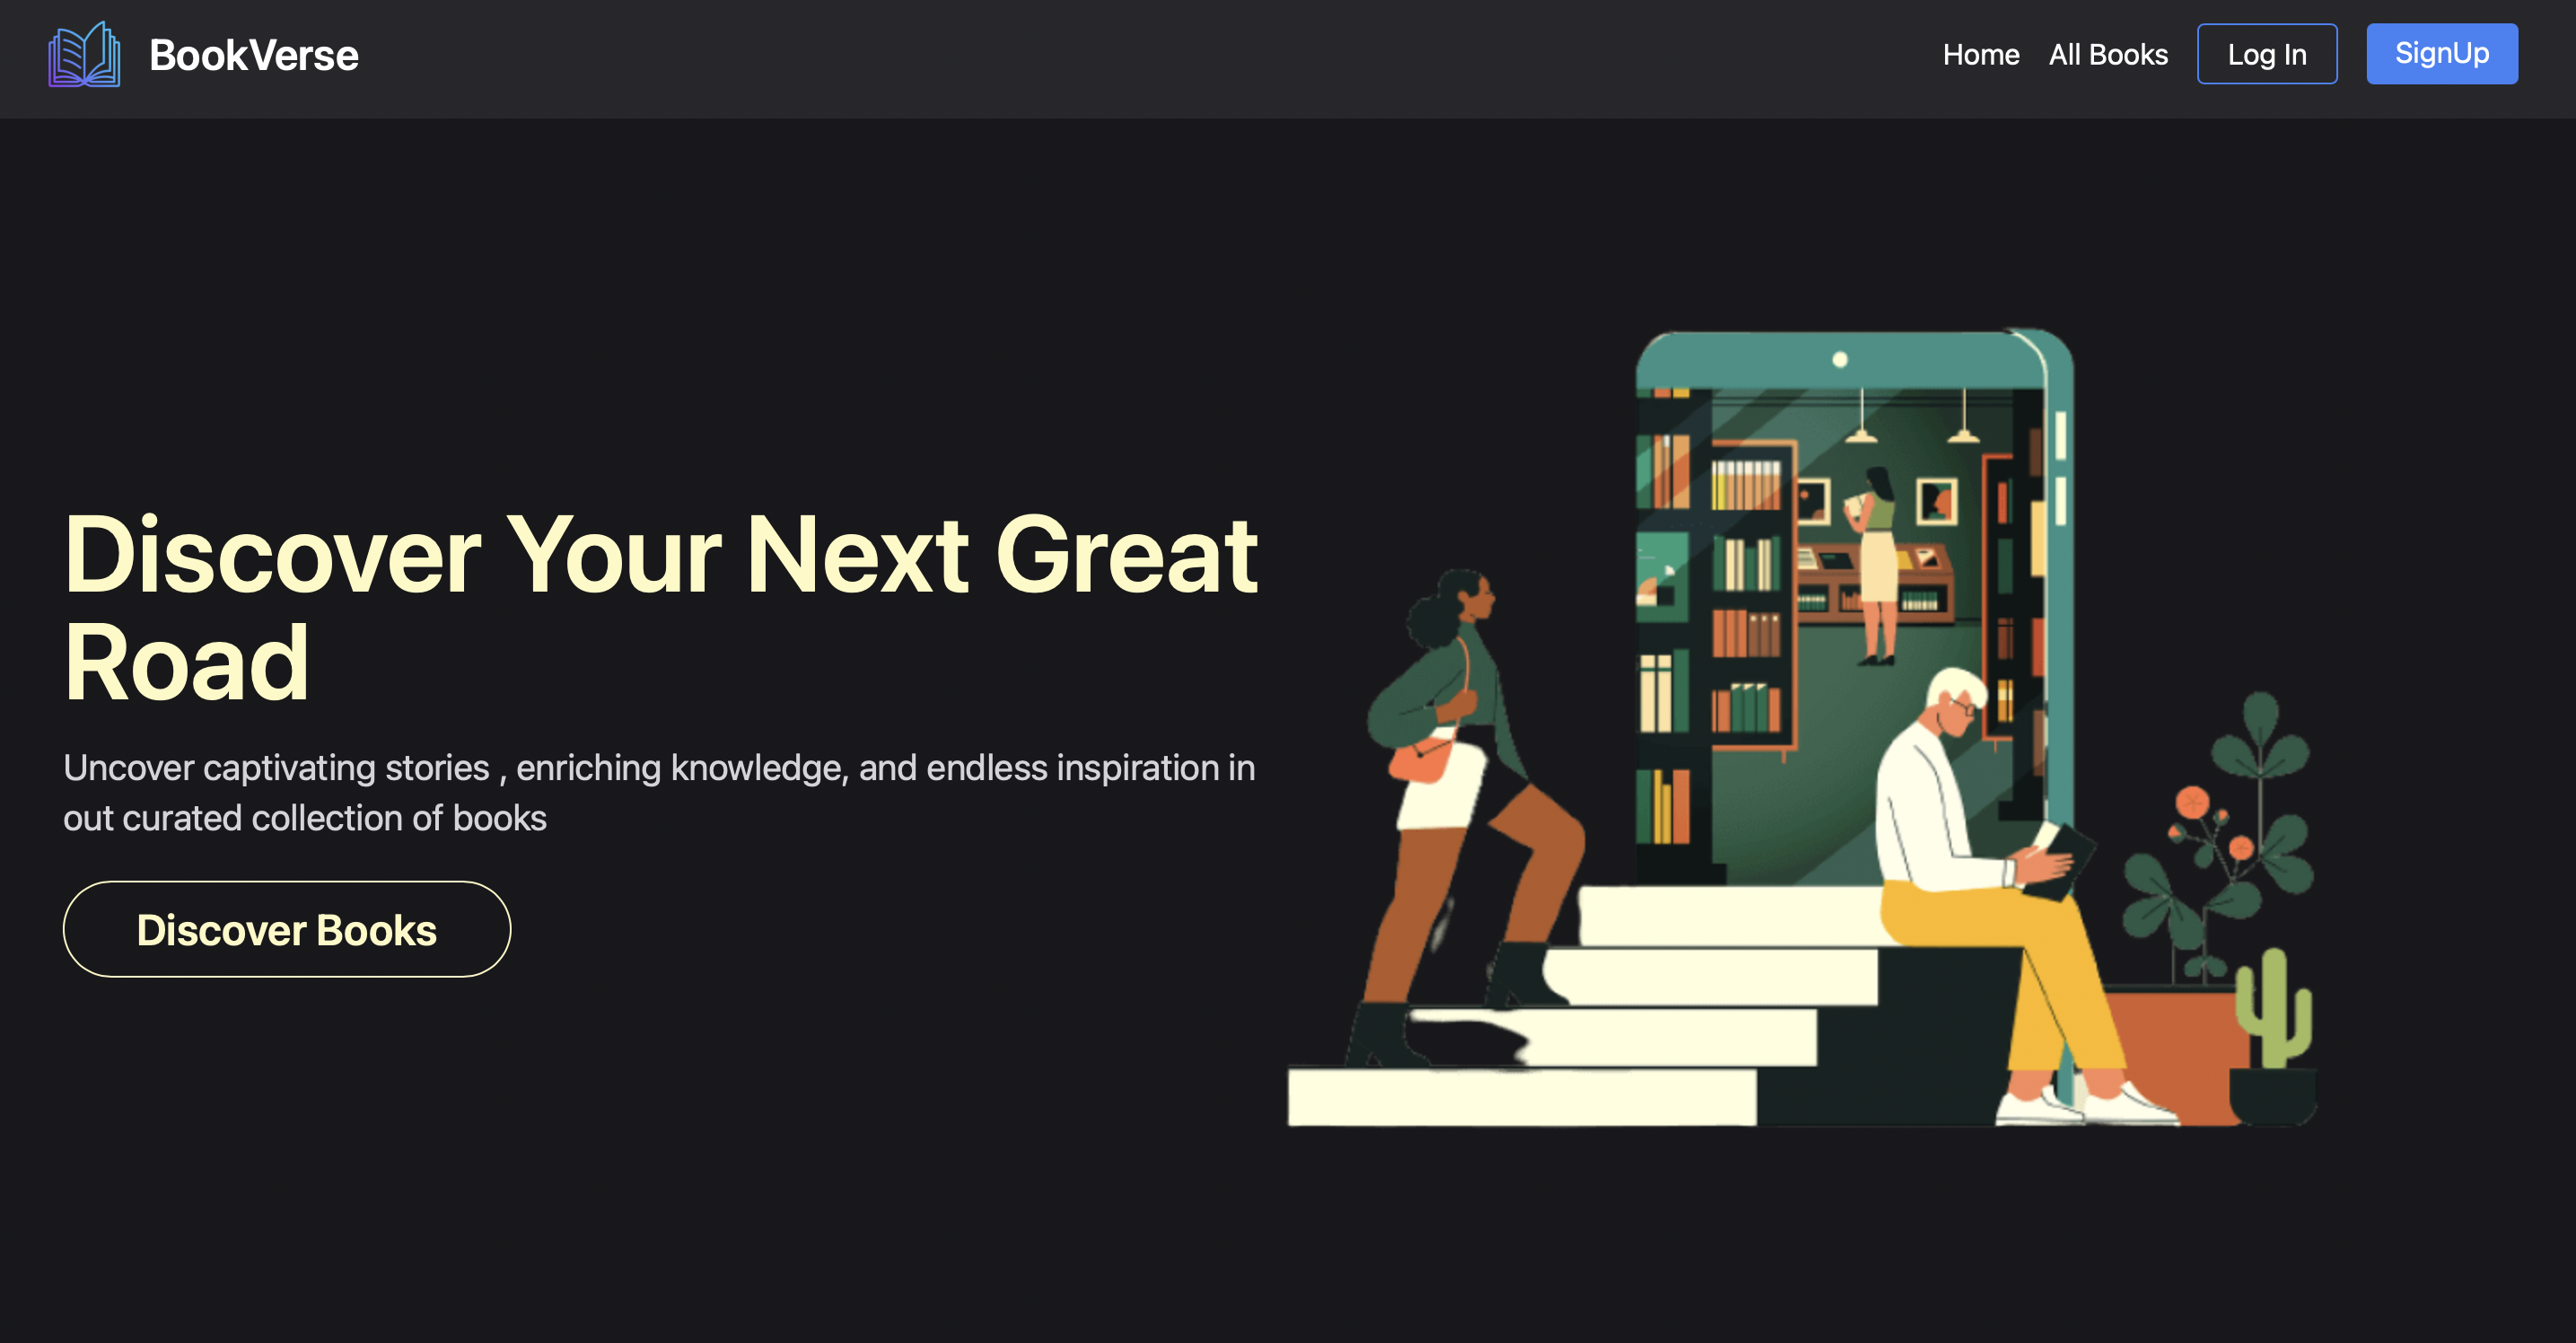 BookVerse
Home
All Books
Log In
SignUp
Discover Your Next Great
Road
Uncover captivating stories , enriching knowledge, and endless inspiration in
out curated collection of books
Discover Books